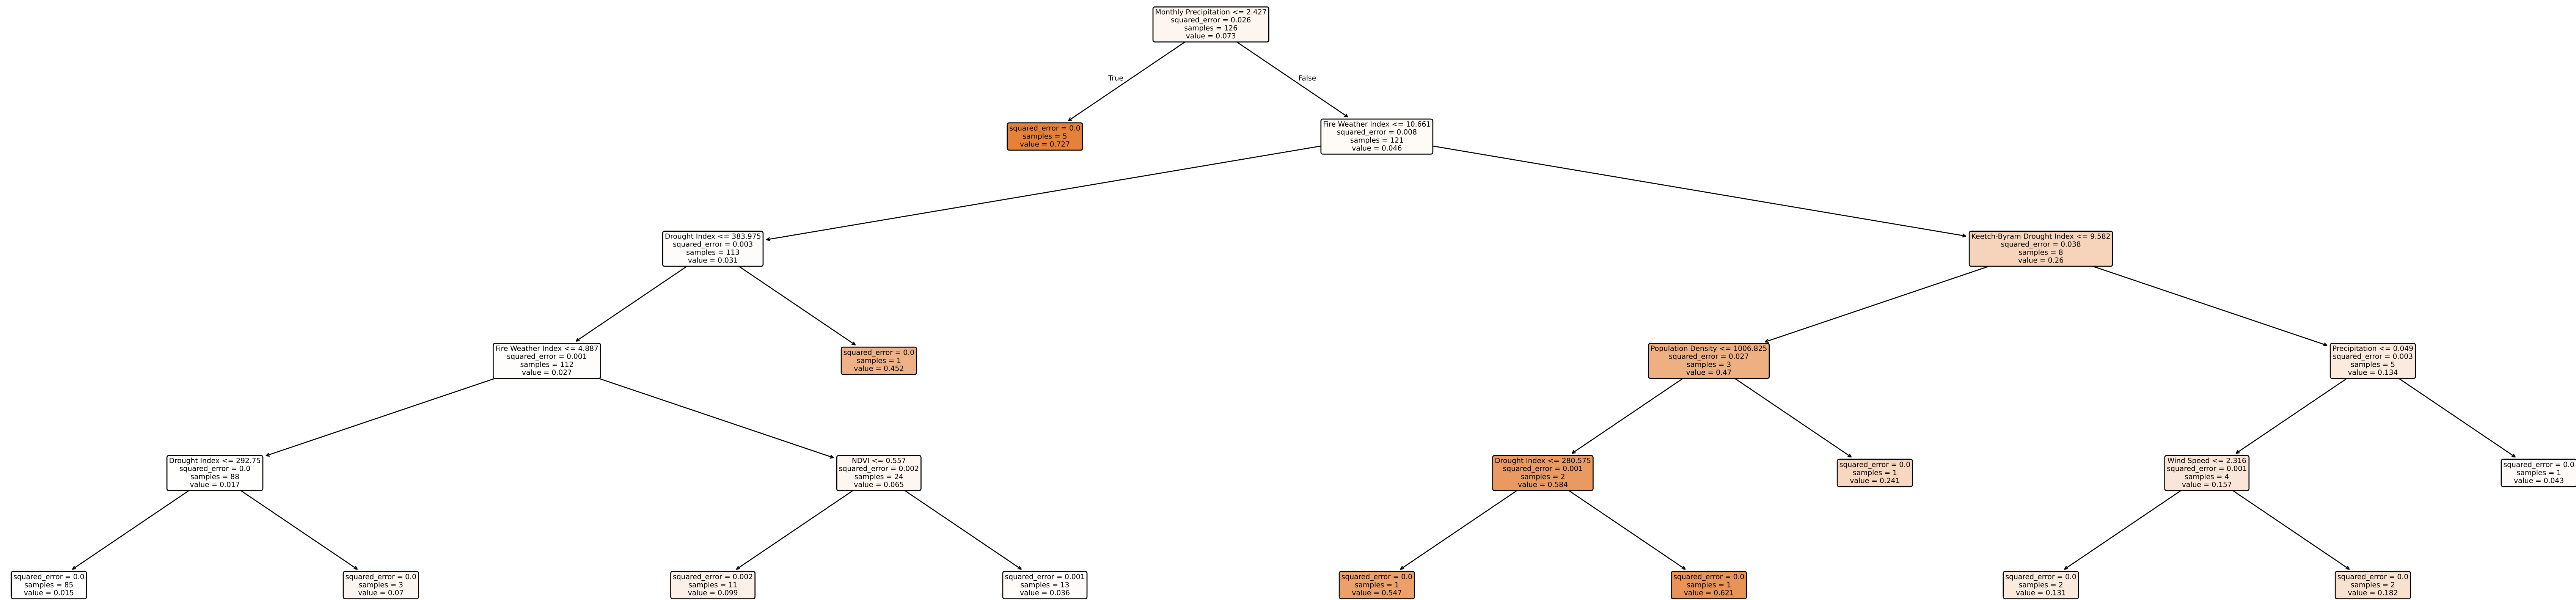 Monthly Precipitation <= 2.427
squared_error = 0.026
samples = 126
value = 0.073
True
False
squared_error = 0.0
samples = 5
value = 0.727
Fire Weather Index <= 10.661
squared_error = 0.008
samples = 121
value = 0.046
Drought Index <= 383.975
squared_error = 0.003
samples = 113
value = 0.031
Keetch-Byram Drought Index <= 9.582
squared_error = 0.038
samples = 8
value = 0.26
Fire Weather Index <= 4.887
squared_error = 0.001
samples = 112
value = 0.027
squared_error = 0.0
samples = 1
value = 0.452
Population Density <= 1006.825
squared_error = 0.027
samples = 3
value = 0.47
Precipitation <= 0.049
squared_error = 0.003
samples = 5
value = 0.134
Drought Index <= 292.75
squared_error = 0.0
samples = 88
value = 0.017
NDVI <= 0.557
squared_error = 0.002
samples = 24
value = 0.065
Drought Index <= 280.575
squared_error = 0.001
samples = 2
value = 0.584
squared_error = 0.0
samples = 1
value = 0.241
Wind Speed <= 2.316
squared_error = 0.001
samples = 4
value = 0.157
squared_error = 0.0
samples = 1
value = 0.043
squared_error = 0.0
samples = 85
value = 0.015
squared_error = 0.0
samples = 3
value = 0.07
squared_error = 0.002
samples = 11
value = 0.099
squared_error = 0.001
samples = 13
value = 0.036
squared_error = 0.0
samples = 1
value = 0.547
squared_error = 0.0
samples = 1
value = 0.621
squared_error = 0.0
samples = 2
value = 0.131
squared_error = 0.0
samples = 2
value = 0.182